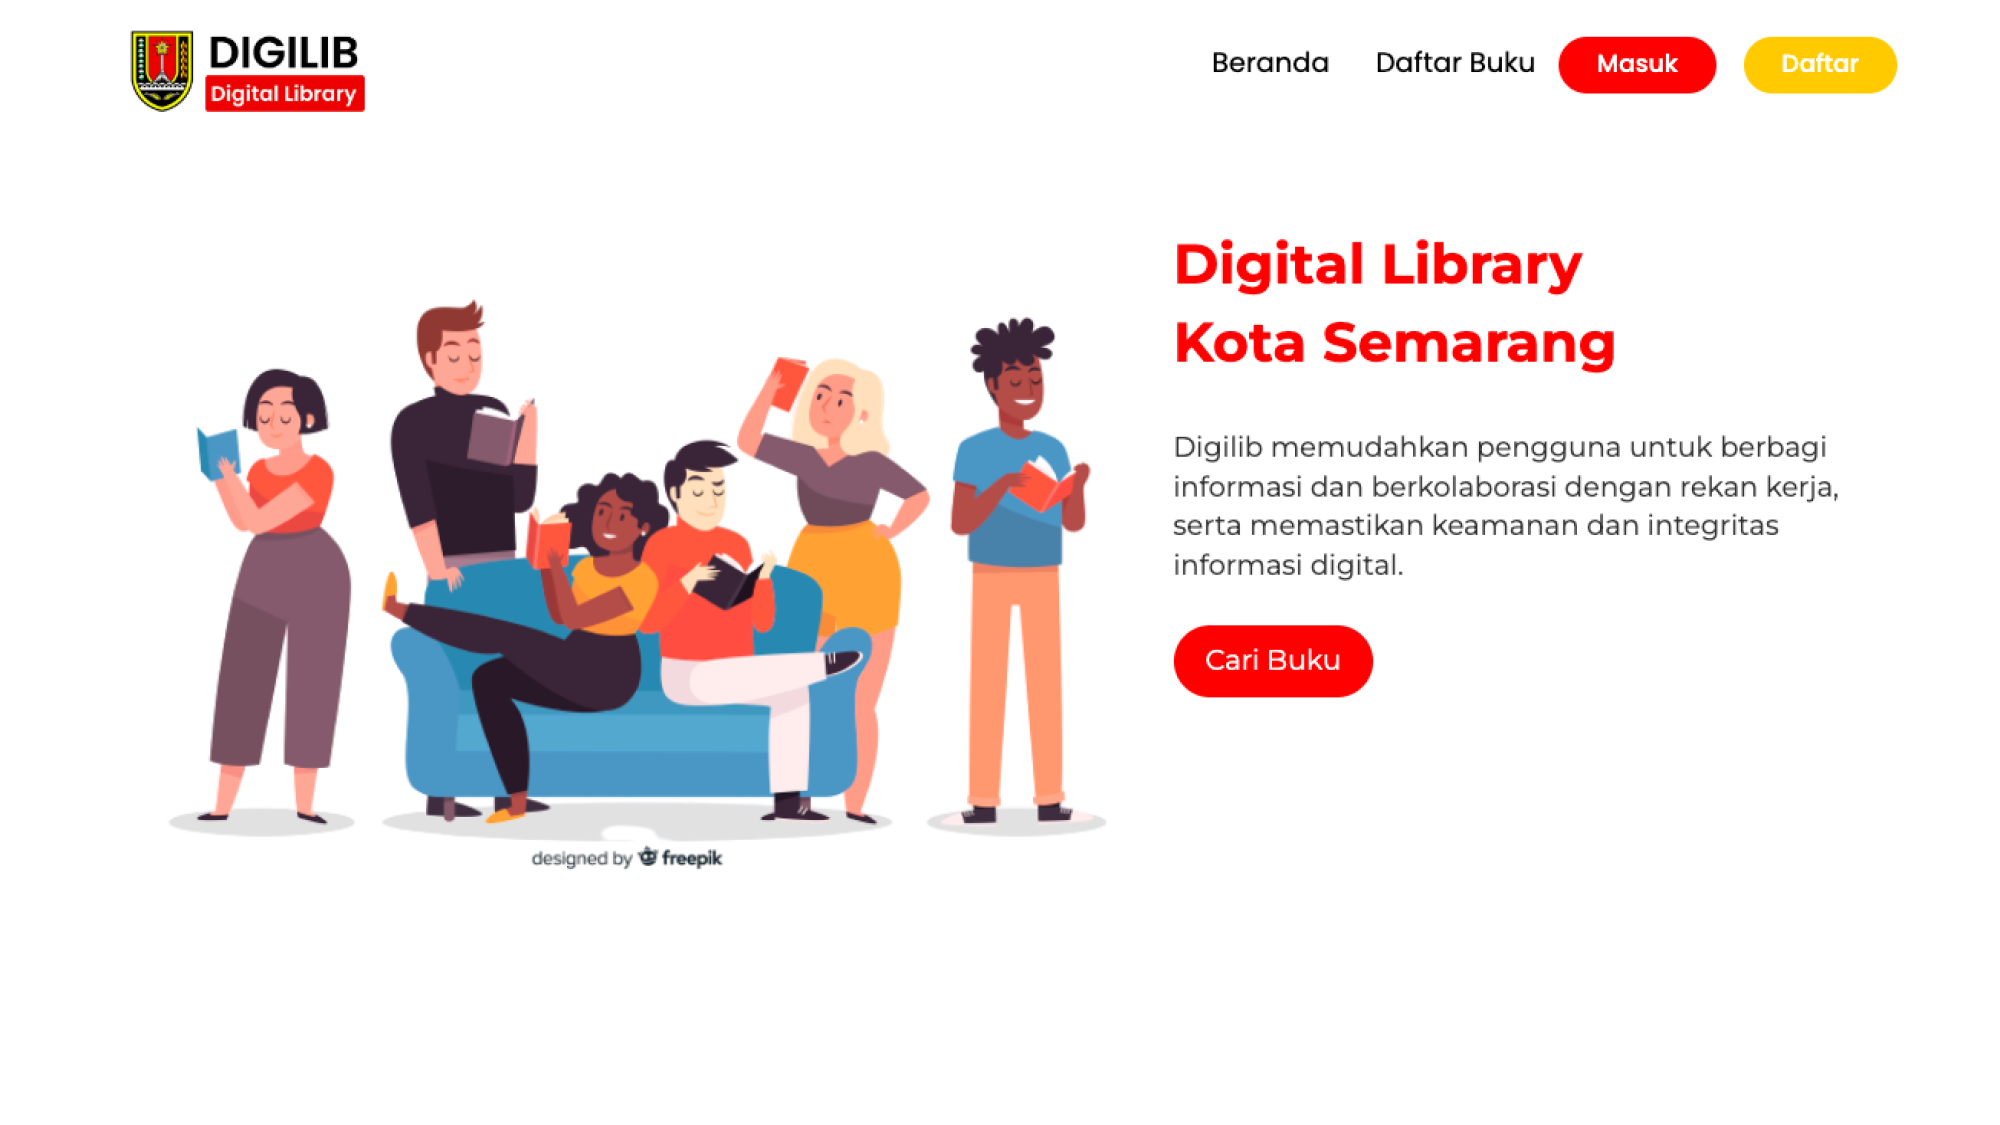 DIGILIB
Digital Library
Beranda
Daftar Buku
Masuk
Daftar
Digital Library
Kota Semarang
Digilib memudahkan pengguna untuk berbagi
informasi dan berkolaborasi dengan rekan kerja,
serta memastikan keamanan dan integritas
informasi digital.
Cari Buku
designed by freepik